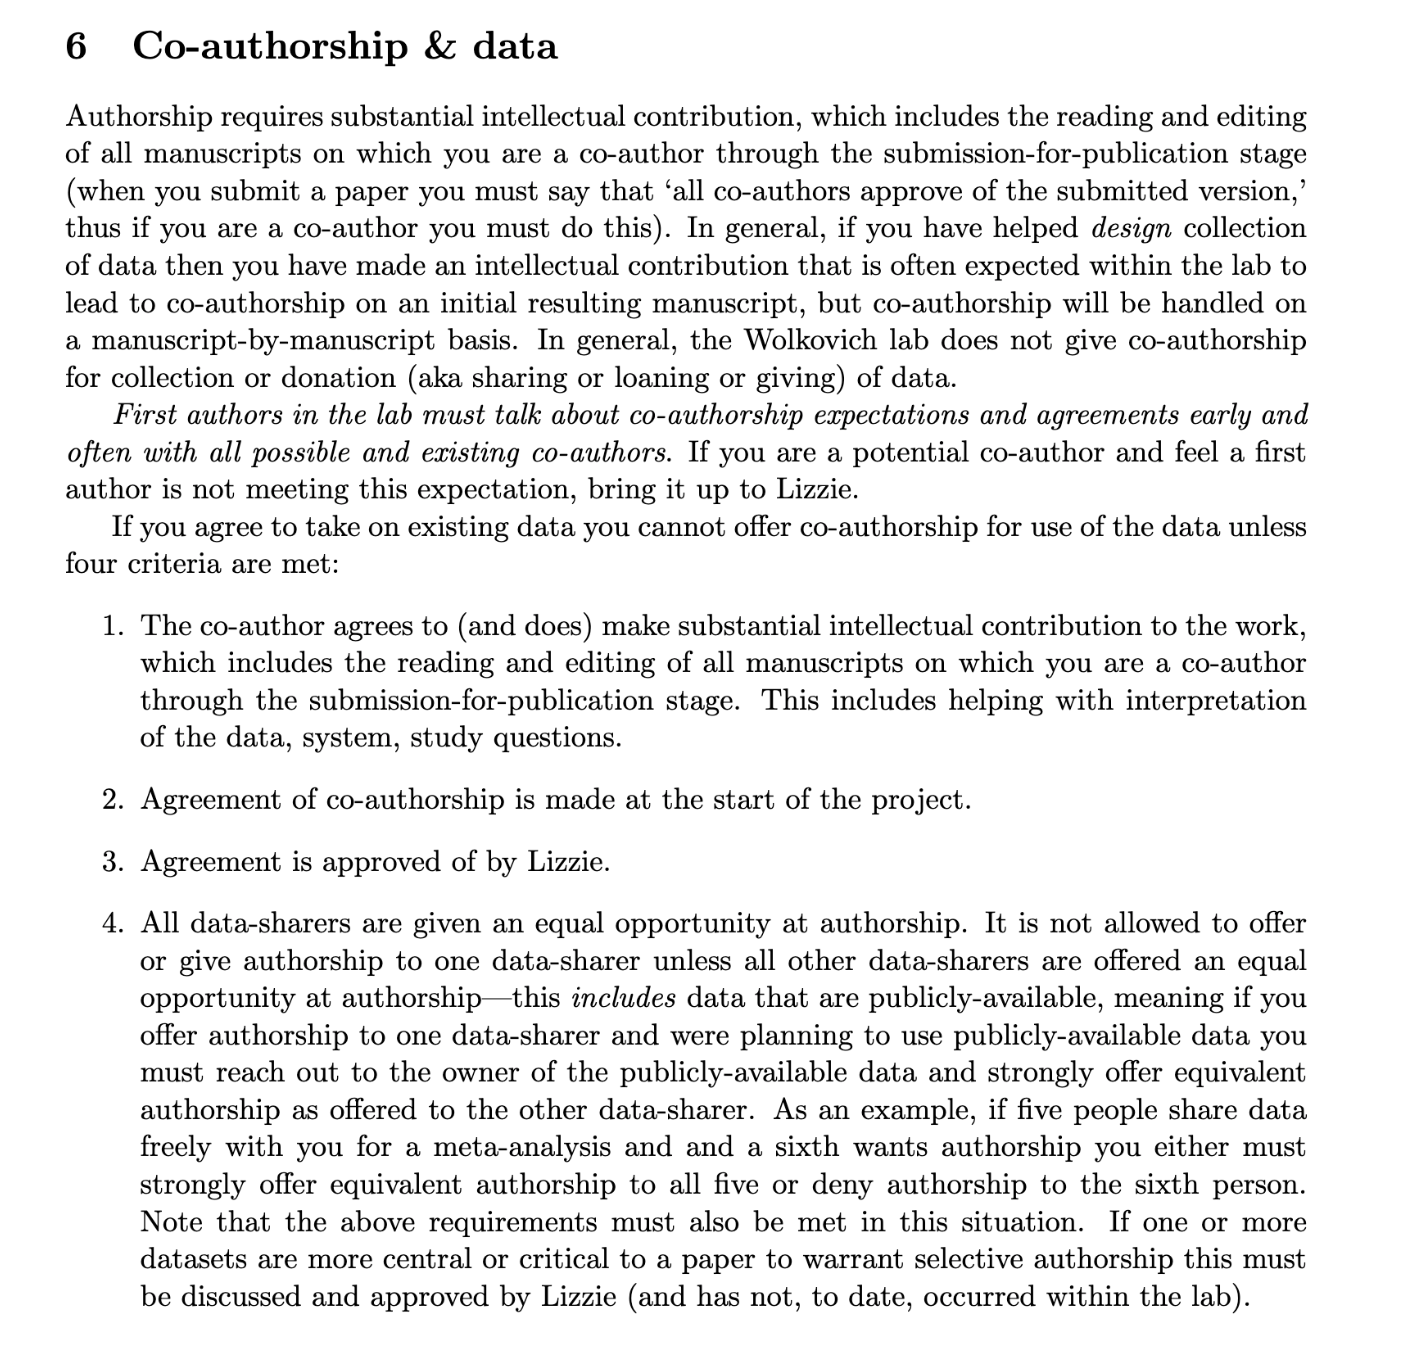 6 Co-authorship & data
Authorship requires substantial intellectual contribution, which includes the reading and editing
of all manuscripts on which you are a co-author through the submission-for-publication stage
(when you submit a paper you must say that ‘all co-authors approve of the submitted version,’
thus if you are a co-author you must do this). In general, if you have helped design collection
of data then you have made an intellectual contribution that is often expected within the lab to
lead to co-authorship on an initial resulting manuscript, but co-authorship will be handled on
a manuscript-by-manuscript basis. In general, the Wolkovich lab does not give co-authorship
for collection or donation (aka sharing or loaning or giving) of data.
First authors in the lab must talk about co-authorship expectations and agreements early and
often with all possible and existing co-authors. If you are a potential co-author and feel a first
author is not meeting this expectation, bring it up to Lizzie.
If you agree to take on existing data you cannot offer co-authorship for use of the data unless
four criteria are met:
1. The co-author agrees to (and does) make substantial intellectual contribution to the work,
which includes the reading and editing of all manuscripts on which you are a co-author
through the submission-for-publication stage. This includes helping with interpretation
of the data, system, study questions.
2. Agreement of co-authorship is made at the start of the project.
3. Agreement is approved of by Lizzie.
4. All data-sharers are given an equal opportunity at authorship. It is not allowed to offer
or give authorship to one data-sharer unless all other data-sharers are offered an equal
opportunity at authorship—this includes data that are publicly-available, meaning if you
offer authorship to one data-sharer and were planning to use publicly-available data you
must reach out to the owner of the publicly-available data and strongly offer equivalent
authorship as offered to the other data-sharer. As an example, if five people share data
freely with you for a meta-analysis and and a sixth wants authorship you either must
strongly offer equivalent authorship to all five or deny authorship to the sixth person.
Note that the above requirements must also be met in this situation. If one or more
datasets are more central or critical to a paper to warrant selective authorship this must
be discussed and approved by Lizzie (and has not, to date, occurred within the lab).